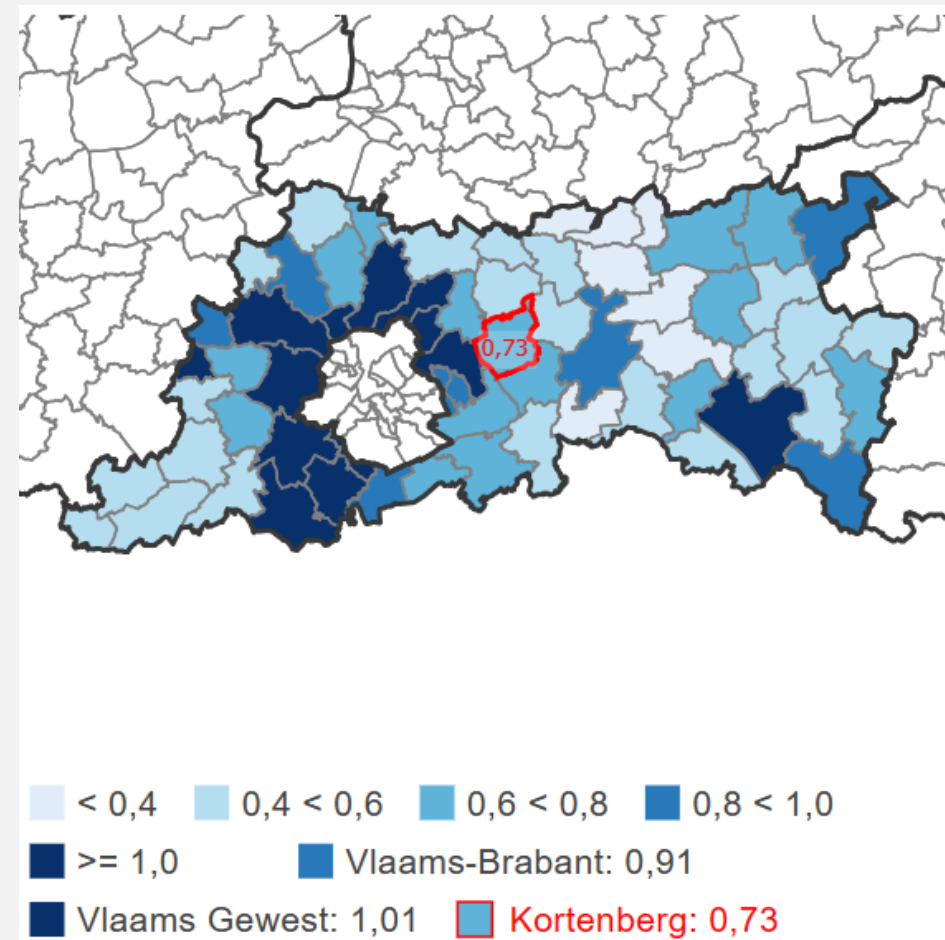 0,73
< 0,4 0,4 < 0,6 0,6 < 0,8 0,8 < 1,0
>= 1,0 Vlaams-Brabant: 0,91
Vlaams Gewest: 1,01 Kortenberg: 0,73